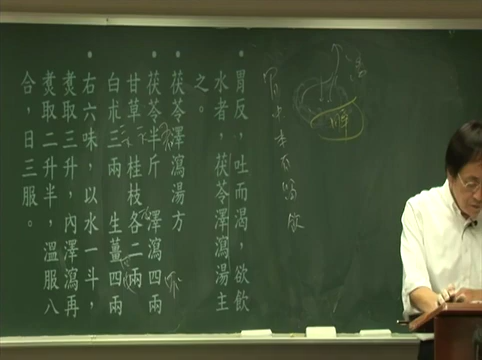 * 胃反，吐而渴，欲飲
水者，茯苓澤瀉湯主
之。
* 茯苓澤瀉湯方
* 茯苓半斤　澤瀉四兩
甘草　桂枝各二兩
白朮三兩　生薑四兩
* 右六味，以水一斗，
煑取三升，內澤瀉再
煑取二升半，溫服八
合，日三服。
脾